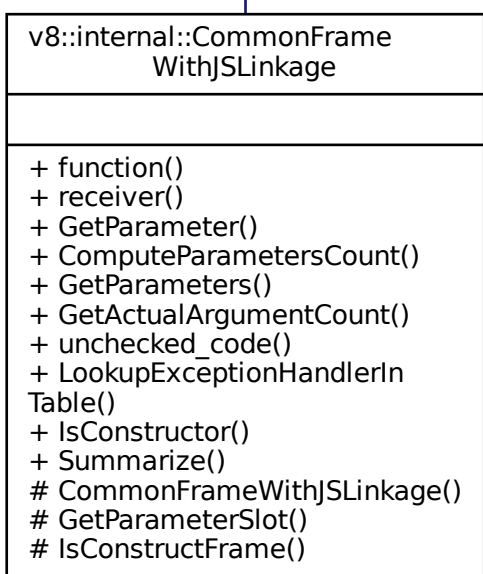 v8::internal::CommonFrame
WithJSLinkage
+ function()
+ receiver()
+ GetParameter()
+ ComputeParametersCount()
+ GetParameters()
+ GetActualArgumentCount()
+ unchecked_code()
+ LookupExceptionHandlerIn
Table()
+ IsConstructor()
+ Summarize()
# CommonFrameWithJSLinkage()
# GetParameterSlot()
# IsConstructFrame()